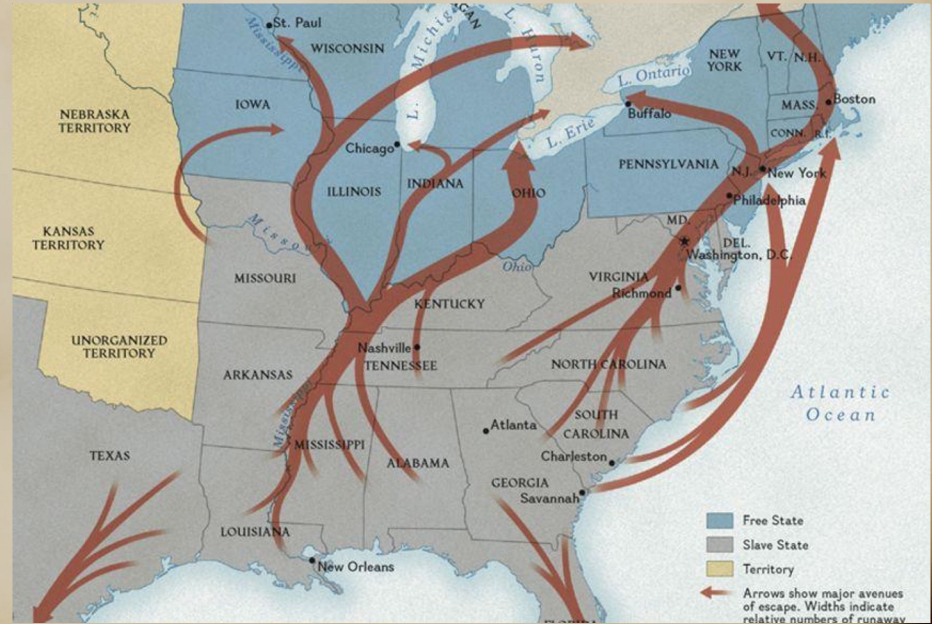 St. Paul
Mississippi
WISCONSIN
L. Michigan
GAN
L. Huron
NEW
YORK
VT.
N.H.
L. Ontario
IOWA
NEBRASKA
TERRITORY
Buffalo
MASS.
Boston
CONN.
R.I.
Chicago
L. Erie
PENNSYLVANIA
N.J.
New York
ILLINOIS
INDIANA
OHIO
Philadelphia
MD.
KANSAS
TERRITORY
DEL.
Washington, D.C.
Ohio
MISSOURI
VIRGINIA
Richmond
KENTUCKY
UNORGANIZED
TERRITORY
Nashville
TENNESSEE
NORTH CAROLINA
ARKANSAS
Mississippi
Atlantic
Ocean
SOUTH
CAROLINA
Atlanta
TEXAS
MISSISSIPPI
ALABAMA
Charleston
GEORGIA
Savannah
LOUISIANA
New Orleans
Free State
Slave State
Territory
Arrows show major avenues
of escape. Widths indicate
relative numbers of runaway